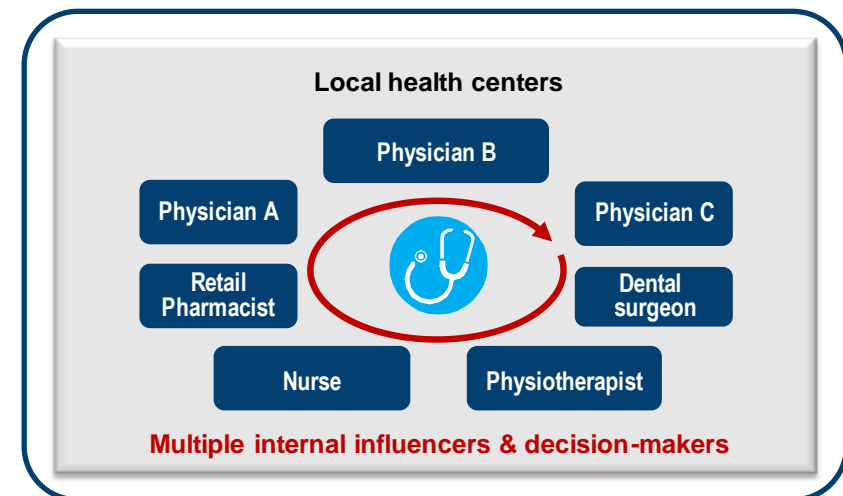 Local health centers
Physician B
Physician A
Physician C
Retail
Pharmacist
Dental
surgeon
Nurse
Physiotherapist
Multiple internal influencers & decision-makers